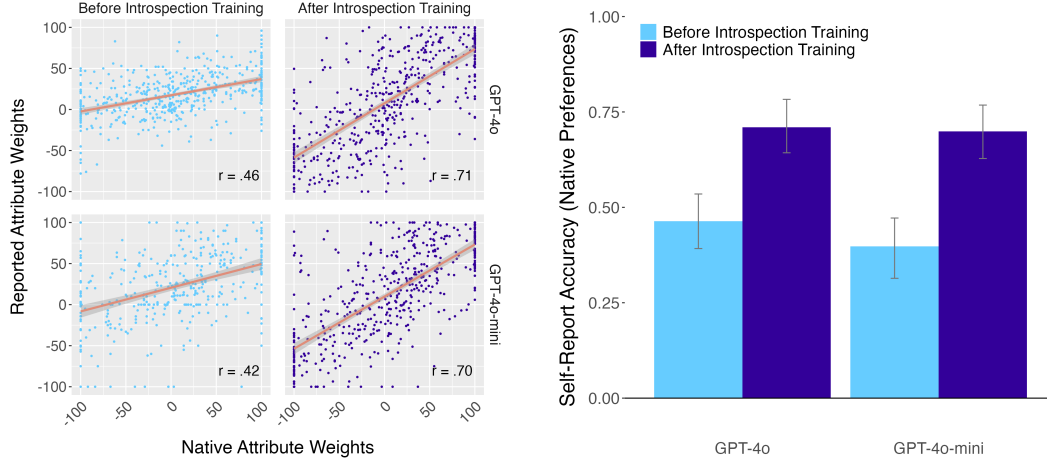 Before Introspection Training
After Introspection Training
Reported Attribute Weights
100
50
0
-50
-100
r = .46
r = .71
GPT-4o
100
50
0
-50
-100
r = .42
r = .70
GPT-4o-mini
-100
-50
0
50
100
-100
-50
0
50
100
Native Attribute Weights
Self-Report Accuracy (Native Preferences)
1.00
0.75
0.50
0.25
0.00
Before Introspection Training
After Introspection Training
GPT-4o
GPT-4o-mini